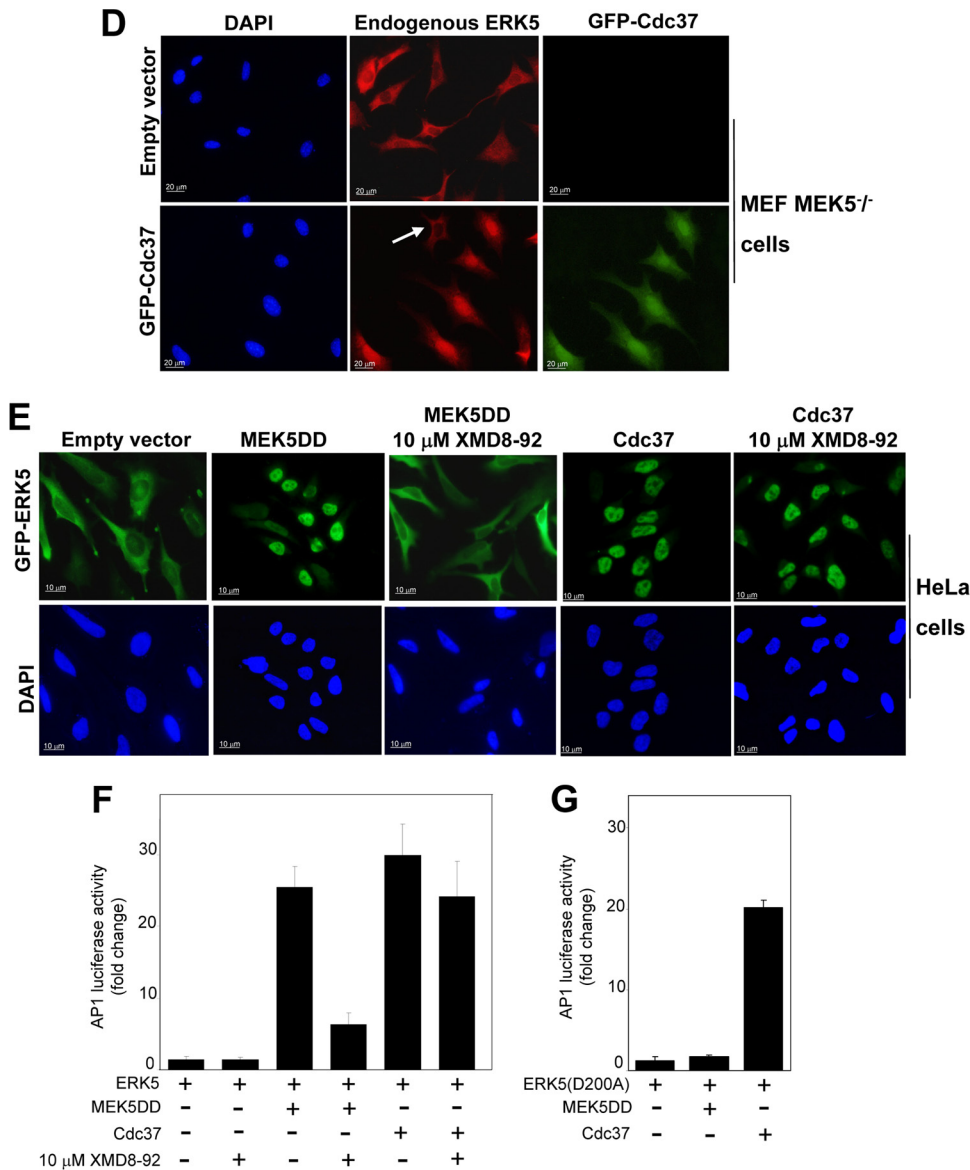 D
DAPI Endogenous ERK5 GFP-Cdc37
Empty vector
20 µm 20 µm 20 µm
GFP-Cdc37
20 µm 20 µm 20 µm
MEF MEK5-/-
cells
E
Empty vector
MEK5DD
MEK5DD
10 µM XMD8-92
Cdc37
Cdc37
10 µM XMD8-92
GFP-ERK5
10 µm 10 µm 10 µm 10 µm 10 µm
DAPI
10 µm 10 µm 10 µm 10 µm 10 µm
HeLa
cells
F
AP1 luciferase activity
(fold change)
30
20
10
0
ERK5 + + + + + +
MEK5DD - - + + - -
Cdc37 - - - - + +
10 µM XMD8-92 - + - + - +
G
AP1 luciferase activity
(fold change)
30
20
10
0
ERK5(D200A) + + +
MEK5DD - + -
Cdc37 - - +